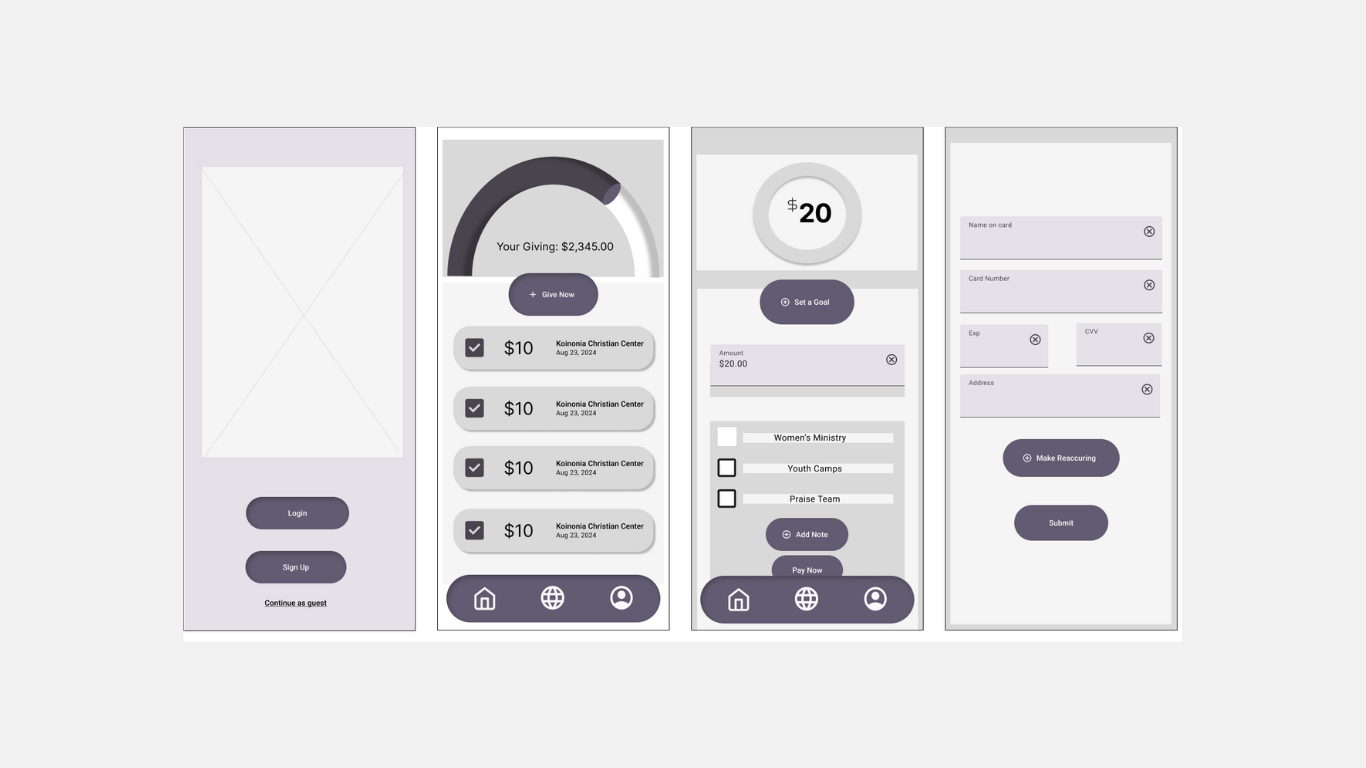 Login
Sign Up
Continue as guest
Your Giving: $2,345.00
+ Give Now
$10
Koinonia Christian Center
Aug 23, 2024
$10
Koinonia Christian Center
Aug 23, 2024
$10
Koinonia Christian Center
Aug 23, 2024
$10
Koinonia Christian Center
Aug 23, 2024
$20
Set a Goal
Amount
$20.00
Women's Ministry
Youth Camps
Praise Team
Add Note
Pay Now
Name on card
Card Number
Exp
CVV
Address
Make Reaccuring
Submit